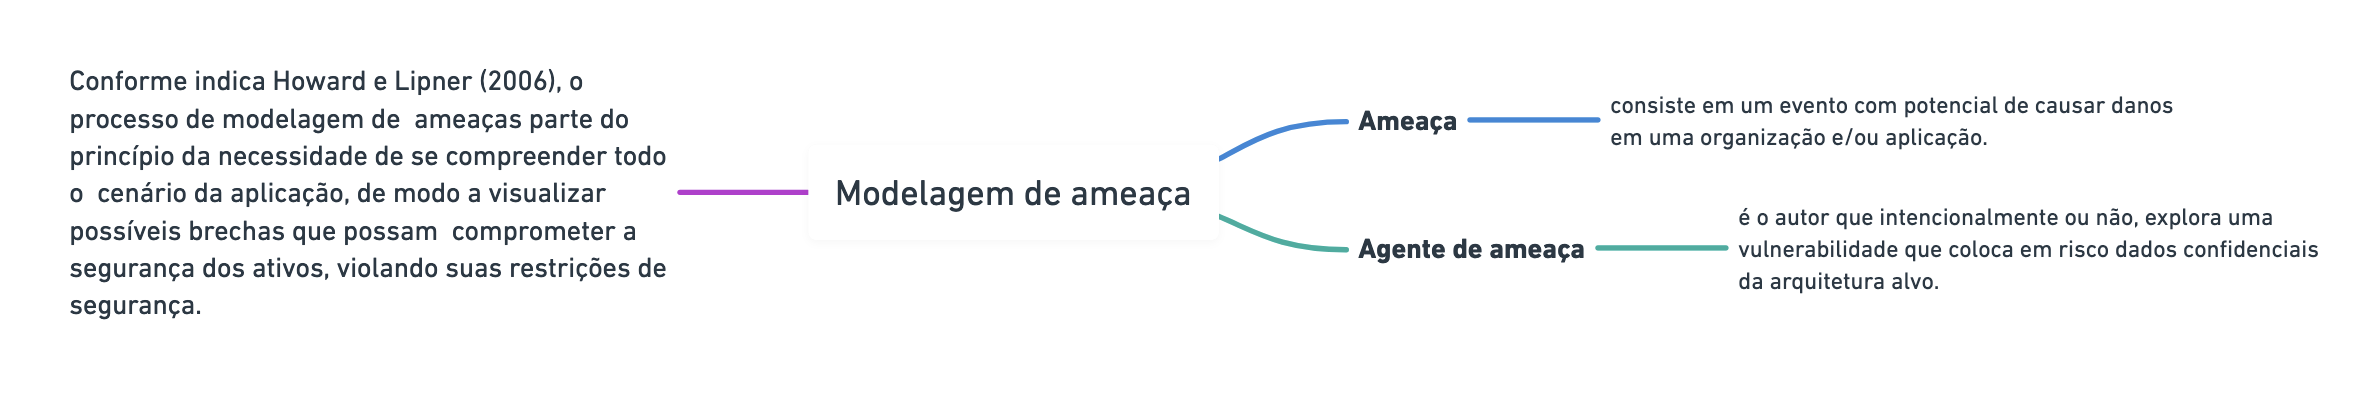 Conforme indica Howard e Lipner (2006), o
processo de modelagem de  ameaças parte do
princípio da necessidade de se compreender todo
o  cenário da aplicação, de modo a visualizar
possíveis brechas que possam  comprometer a
segurança dos ativos, violando suas restrições de
segurança.
Modelagem de ameaça
Ameaça
consiste em um evento com potencial de causar danos
em uma organização e/ou aplicação.
Agente de ameaça
é o autor que intencionalmente ou não, explora uma
vulnerabilidade que coloca em risco dados confidenciais
da arquitetura alvo.